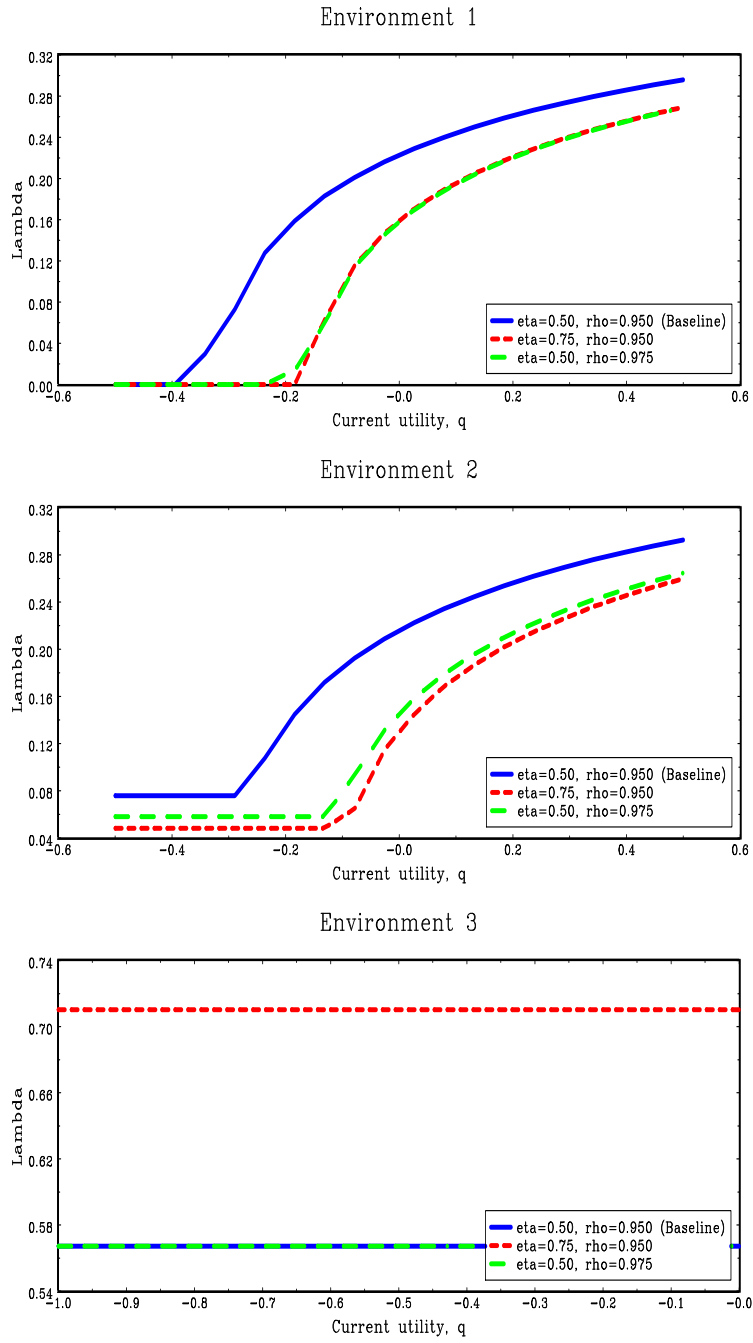 Environment 1
0.32
0.28
0.24
0.20
0.16
0.12
0.08
0.04
0.00
Lambda
eta=0.50, rho=0.950 (Baseline)
eta=0.75, rho=0.950
eta=0.50, rho=0.975
-0.6 -0.4 -0.2 -0.0 0.2 0.4 0.6
Current utility, q
Environment 2
0.32
0.28
0.24
0.20
0.16
0.12
0.08
0.04
Lambda
eta=0.50, rho=0.950 (Baseline)
eta=0.75, rho=0.950
eta=0.50, rho=0.975
-0.6 -0.4 -0.2 -0.0 0.2 0.4 0.6
Current utility, q
Environment 3
0.74
0.70
0.66
0.62
0.58
0.54
Lambda
eta=0.50, rho=0.950 (Baseline)
eta=0.75, rho=0.950
eta=0.50, rho=0.975
-1.0 -0.9 -0.8 -0.7 -0.6 -0.5 -0.4 -0.3 -0.2 -0.1 -0.0
Current utility, q